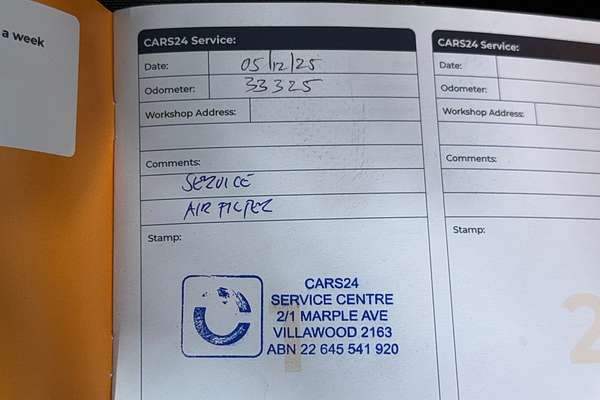 a week
CARS24 Service:
Date: 05/12/25
Odometer: 33325
Workshop Address:
Comments:
SERVICE
AIR FILTER
Stamp:
CARS24
SERVICE CENTRE
2/1 MARPLE AVE
VILLAWOOD 2163
ABN 22 645 541 920
1
CARS24 Service:
Date:
Odometer:
Workshop Address:
Comments:
Stamp:
2